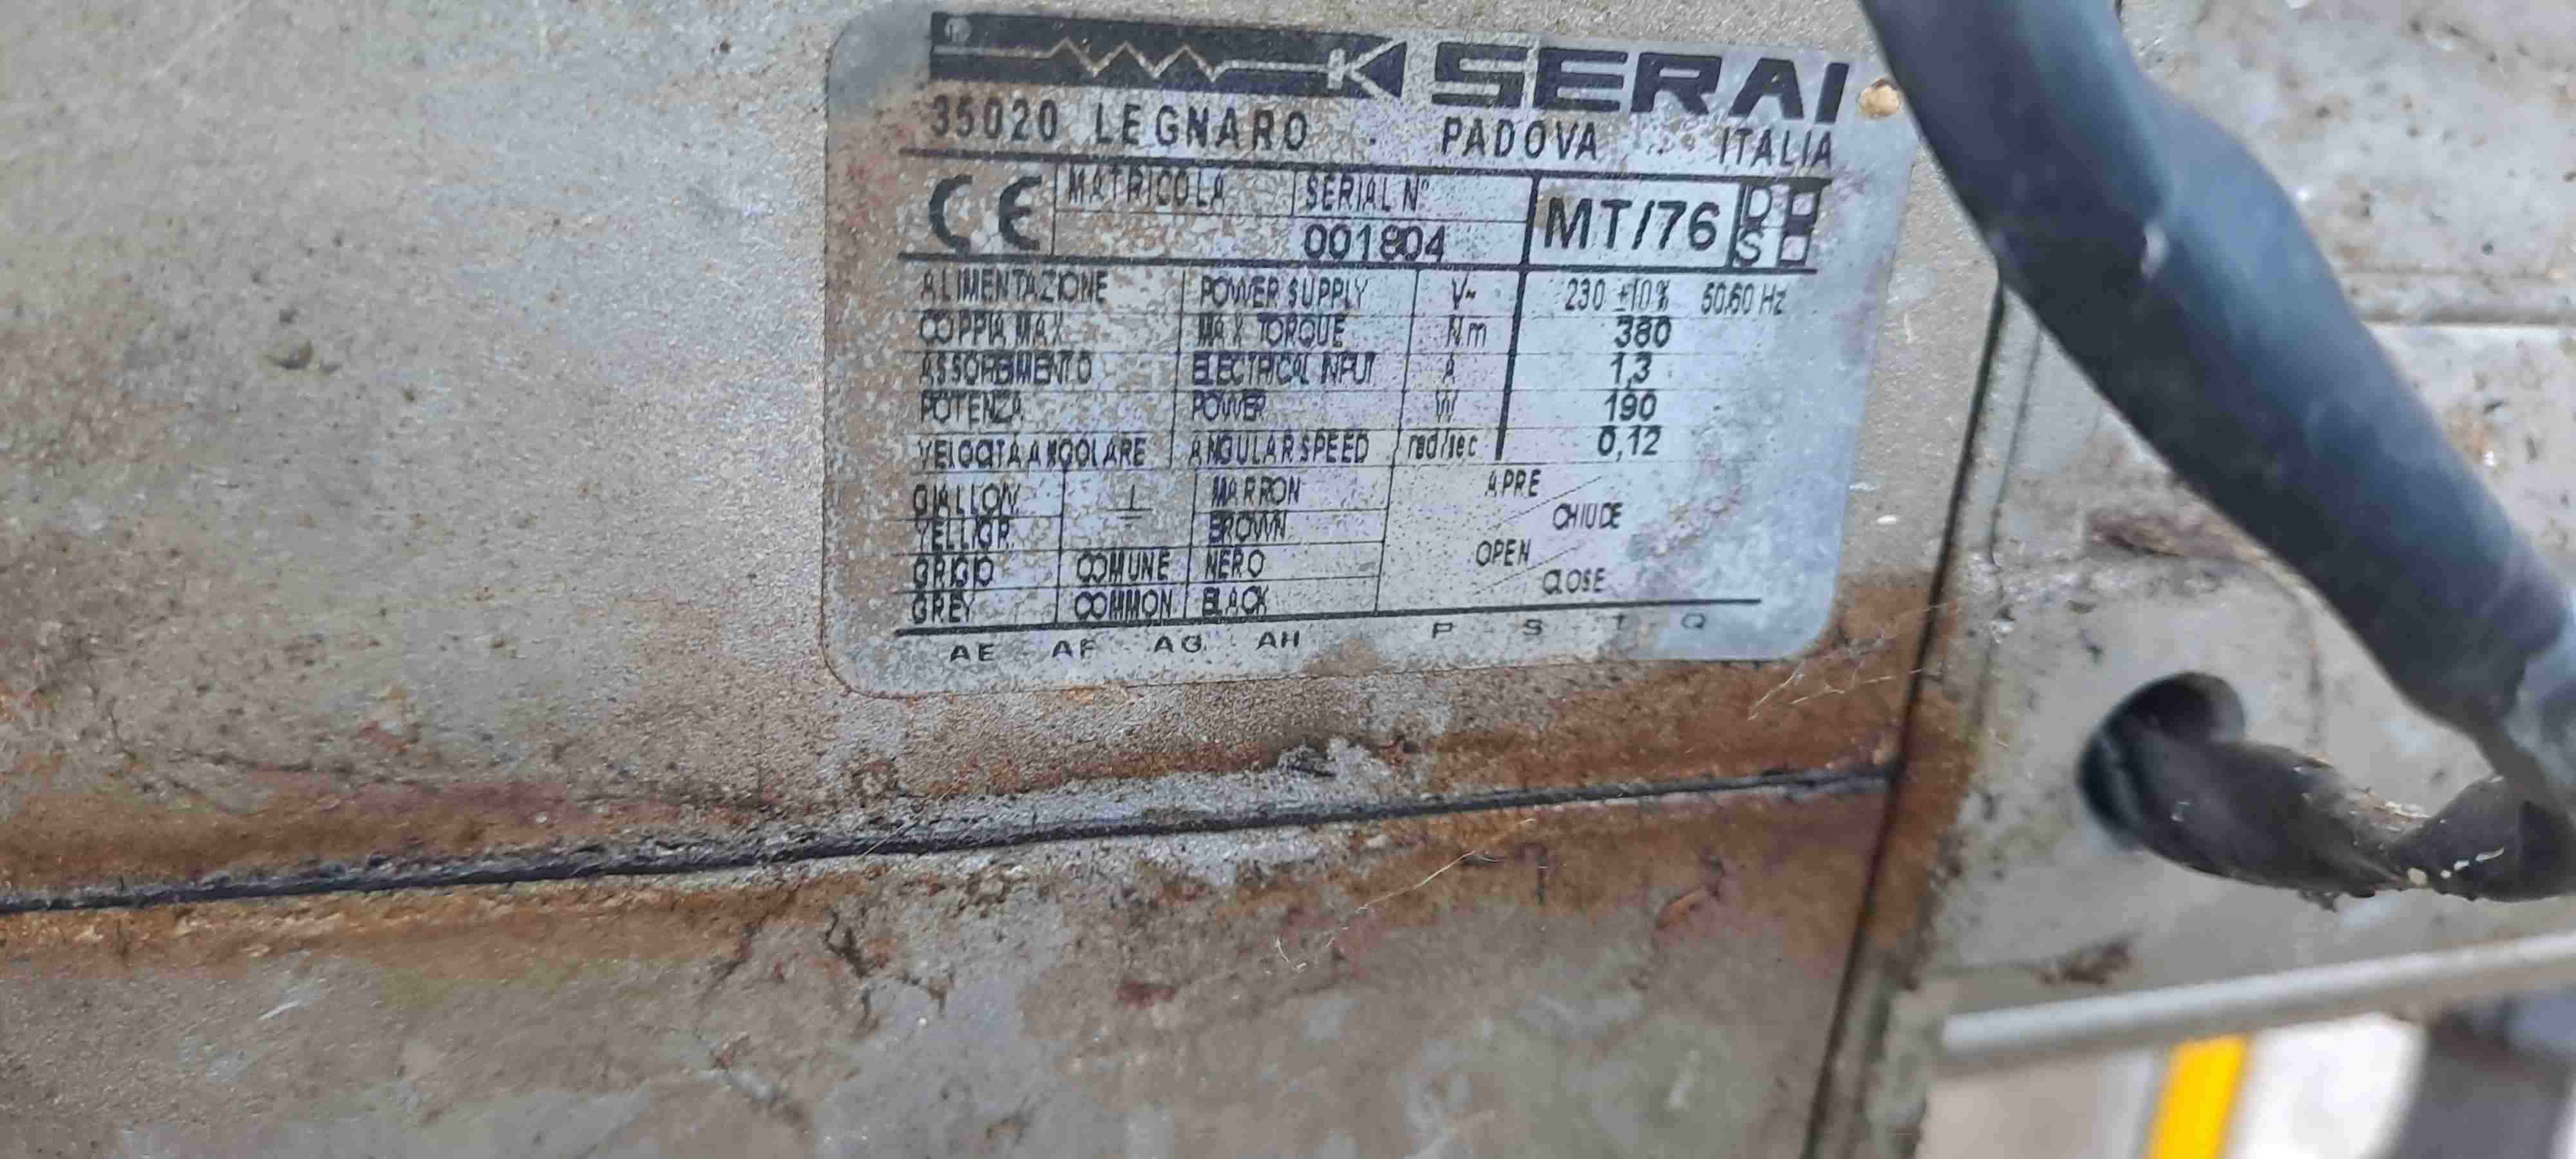 SERAI
35020 LEGNARO - PADOVA - ITALIA
CE MATRICOLA SERIAL N° MT/76 D
001804 S
ALIMENTAZIONE POWER SUPPLY V~ 230 ±10% 50/60 Hz
COPPIA MAX MAX TORQUE Nm 380
ASSORBIMENTO ELECTRICAL INPUT A 1,3
POTENZA POWER W 190
VELOCITA ANGOLARE ANGULAR SPEED rad/sec 0,12
GIALLO/V. MARRON APRE
YELL/GR. BROWN CHIUDE
GRIGIO COMUNE NERO OPEN
GREY COMMON BLACK CLOSE
AE AF AG AH P S T Q